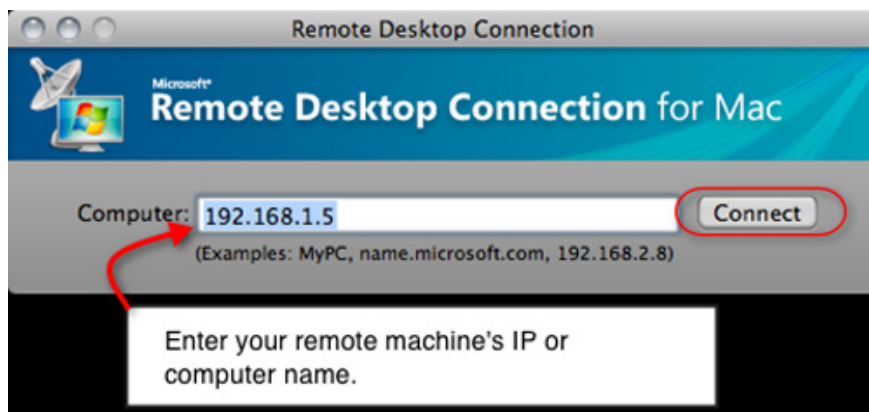 Remote Desktop Connection
Microsoft®
Remote Desktop Connection for Mac
Computer: 192.168.1.5 Connect
(Examples: MyPC, name.microsoft.com, 192.168.2.8)
Enter your remote machine's IP or
computer name.